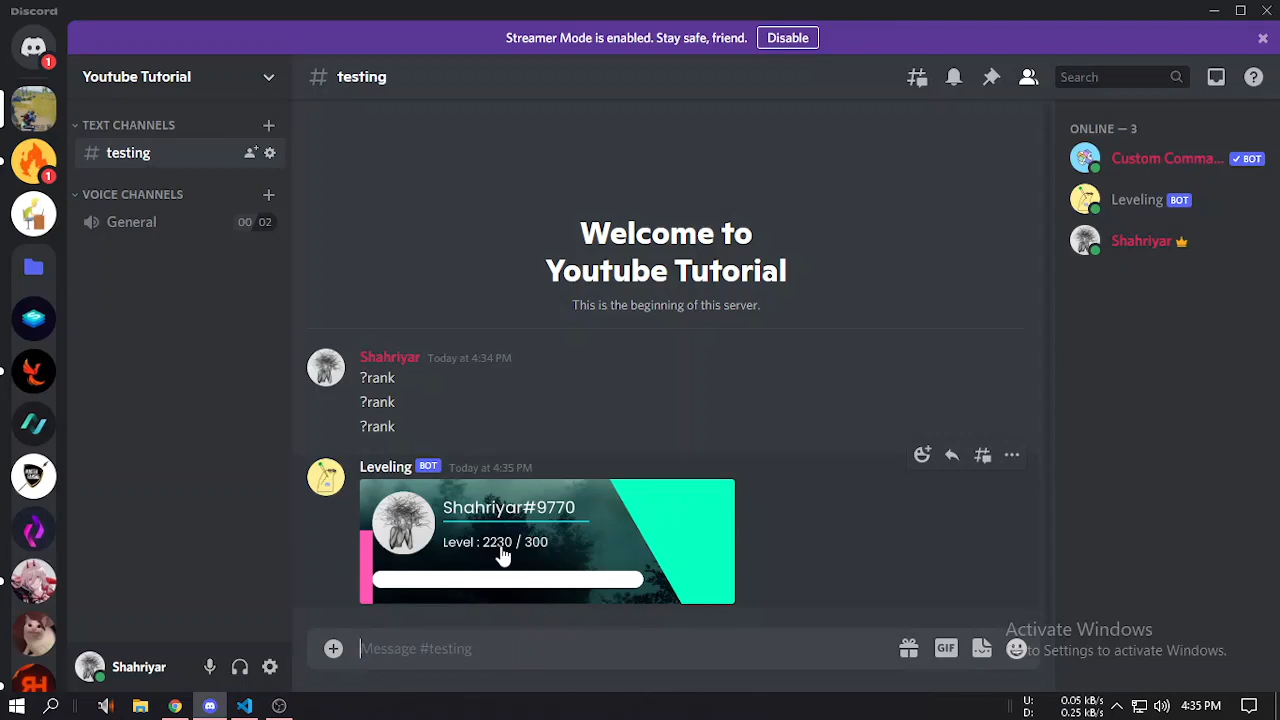 Discord
Streamer Mode is enabled. Stay safe, friend. Disable
1
Youtube Tutorial
testing
Search
TEXT CHANNELS
testing
1
VOICE CHANNELS
General 00 02
ONLINE — 3
Custom Comma... ✓ BOT
Leveling BOT
Shahriyar
Welcome to
Youtube Tutorial
This is the beginning of this server.
Shahriyar Today at 4:34 PM
?rank
?rank
?rank
Leveling BOT Today at 4:35 PM
Shahriyar#9770
Level : 2230 / 300
Message #testing
GIF
Activate Windows
to Settings to activate Windows.
Shahriyar
RH
U: 0.05 kB/s
D: 0.25 kB/s
4:35 PM